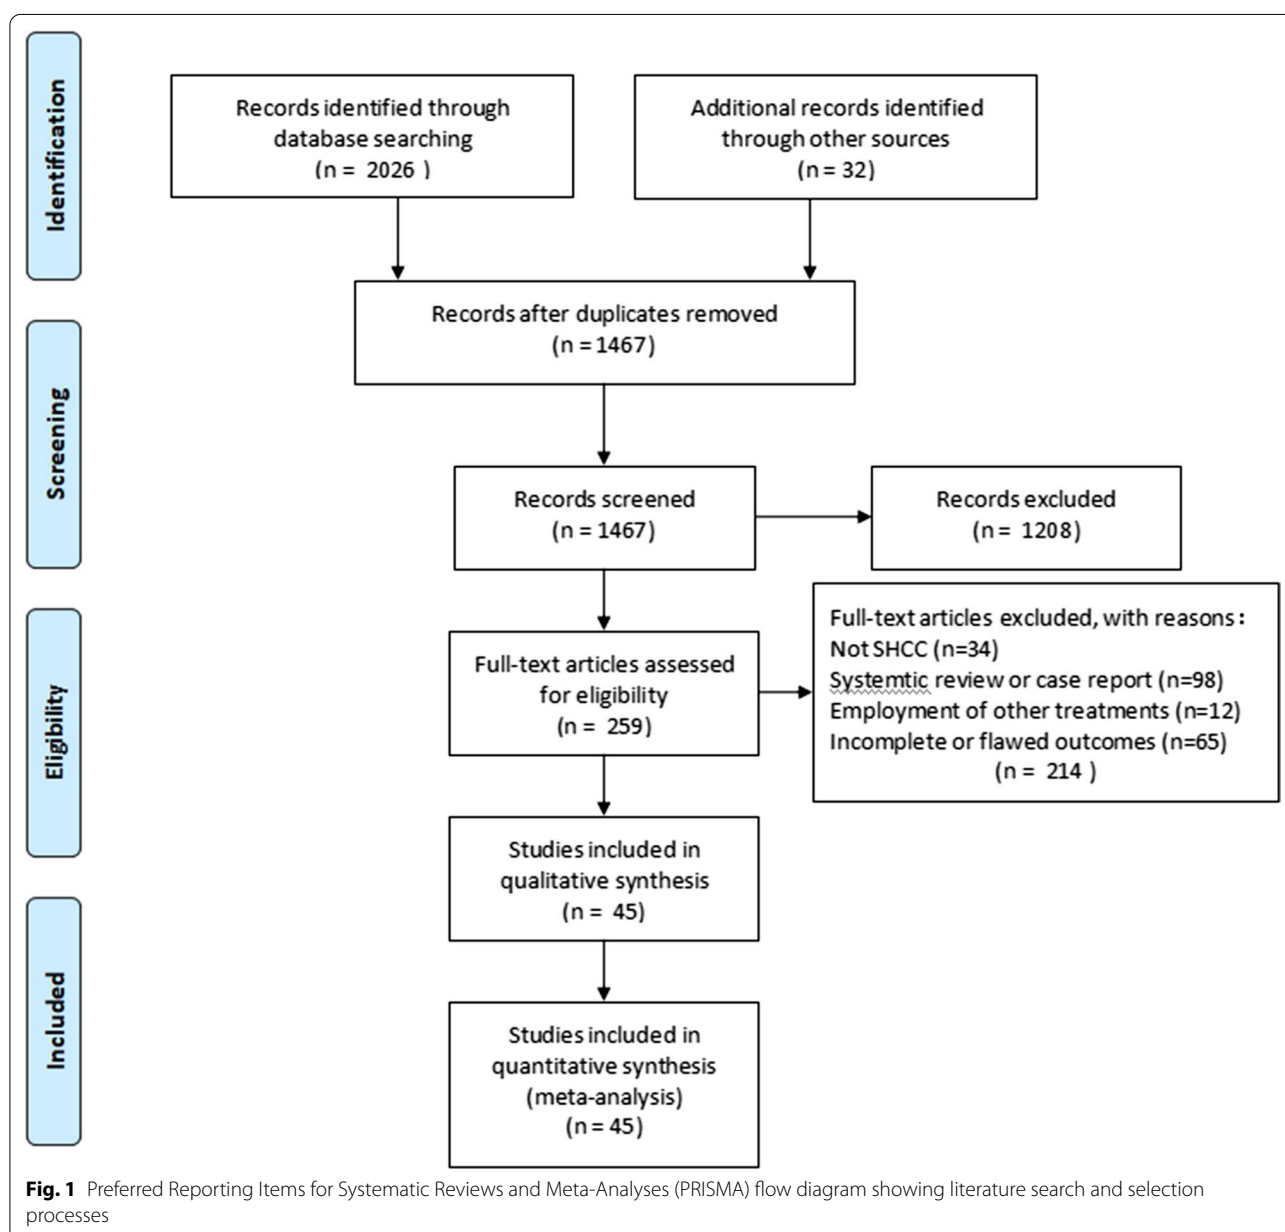 Identification
Records identified through
database searching
(n = 2026 )
Additional records identified
through other sources
(n = 32)
Records after duplicates removed
(n = 1467)
Screening
Records screened
(n = 1467)
Records excluded
(n = 1208)
Eligibility
Full-text articles assessed
for eligibility
(n = 259)
Full-text articles excluded, with reasons:
Not SHCC (n=34)
Systemtic review or case report (n=98)
Employment of other treatments (n=12)
Incomplete or flawed outcomes (n=65)
(n = 214 )
Studies included in
qualitative synthesis
(n = 45)
Included
Studies included in
quantitative synthesis
(meta-analysis)
(n = 45)
Fig. 1 Preferred Reporting Items for Systematic Reviews and Meta-Analyses (PRISMA) flow diagram showing literature search and selection
processes